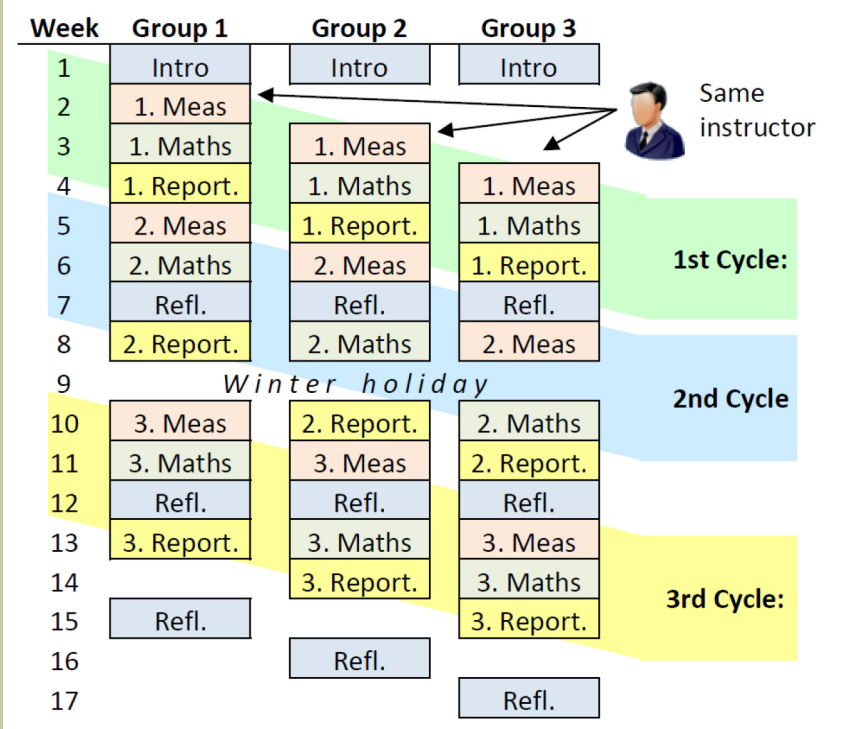 Week Group 1 Group 2 Group 3
1 Intro Intro Intro
2 1. Meas
Same
instructor
3 1. Maths 1. Meas
4 1. Report. 1. Maths 1. Meas
5 2. Meas 1. Report. 1. Maths
6 2. Maths 2. Meas 1. Report. 1st Cycle:
7 Refl. Refl. Refl.
8 2. Report. 2. Maths 2. Meas
9 Winter holiday 2nd Cycle
10 3. Meas 2. Report. 2. Maths
11 3. Maths 3. Meas 2. Report.
12 Refl. Refl. Refl.
13 3. Report. 3. Maths 3. Meas
14 3. Report. 3. Maths 3rd Cycle:
15 Refl. 3. Report.
16 Refl.
17 Refl.